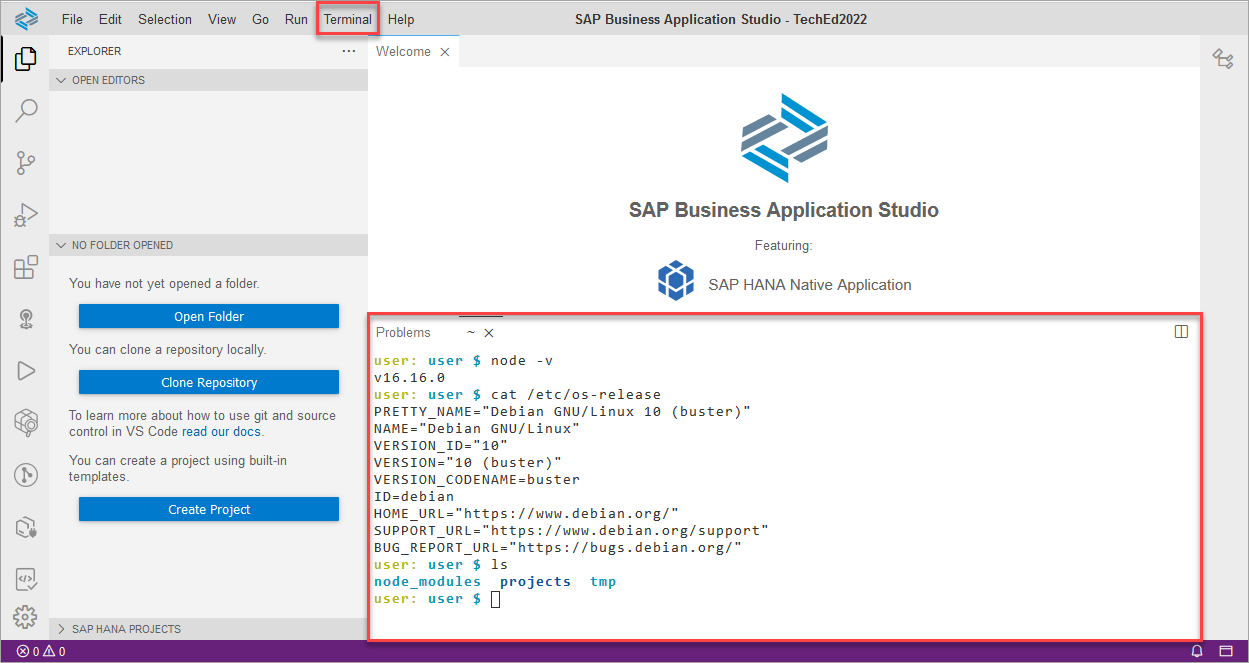 File Edit Selection View Go Run Terminal Help SAP Business Application Studio - TechEd2022
EXPLORER ···
OPEN EDITORS
NO FOLDER OPENED
You have not yet opened a folder.
Open Folder
You can clone a repository locally.
Clone Repository
To learn more about how to use git and source
control in VS Code read our docs.
You can create a project using built-in
templates.
Create Project
SAP HANA PROJECTS
Welcome
SAP Business Application Studio
Featuring:
SAP HANA Native Application
Problems ~
user: user $ node -v
v16.16.0
user: user $ cat /etc/os-release
PRETTY_NAME="Debian GNU/Linux 10 (buster)"
NAME="Debian GNU/Linux"
VERSION_ID="10"
VERSION="10 (buster)"
VERSION_CODENAME=buster
ID=debian
HOME_URL="https://www.debian.org/"
SUPPORT_URL="https://www.debian.org/support"
BUG_REPORT_URL="https://bugs.debian.org/"
user: user $ ls
node_modules projects tmp
user: user $
0 0